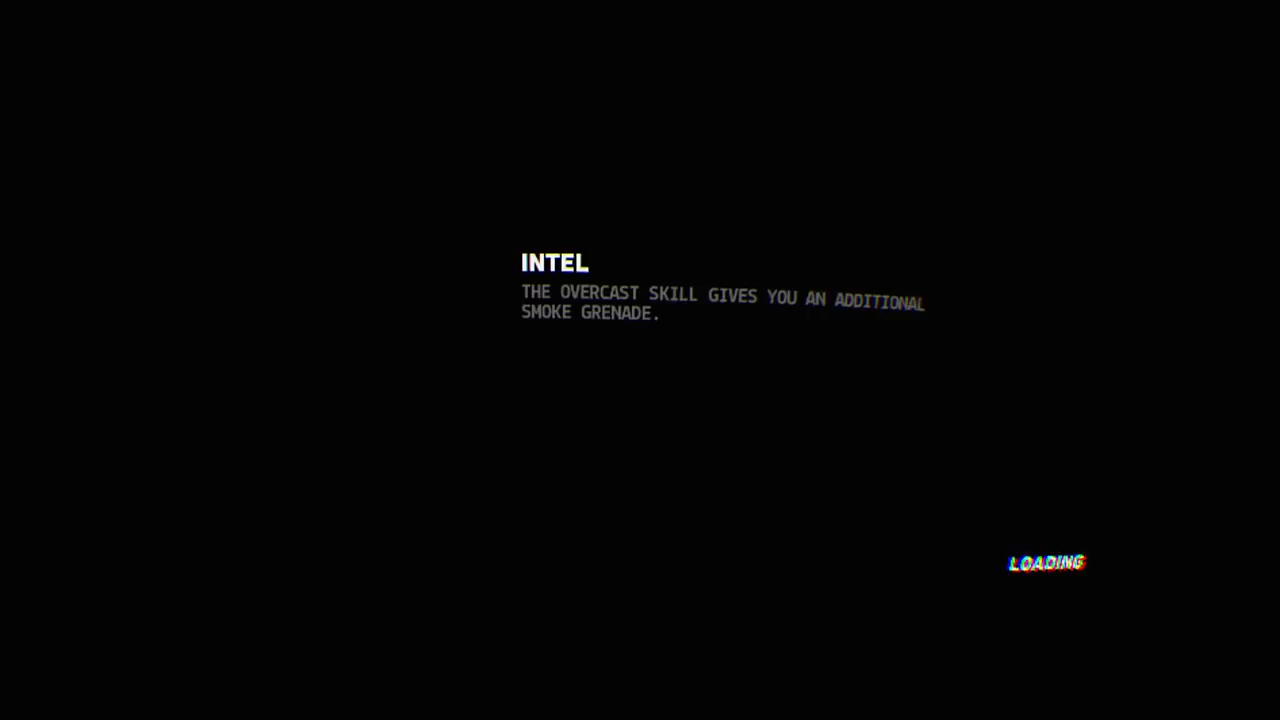 INTEL
THE OVERCAST SKILL GIVES YOU AN ADDITIONAL
SMOKE GRENADE.
LOADING